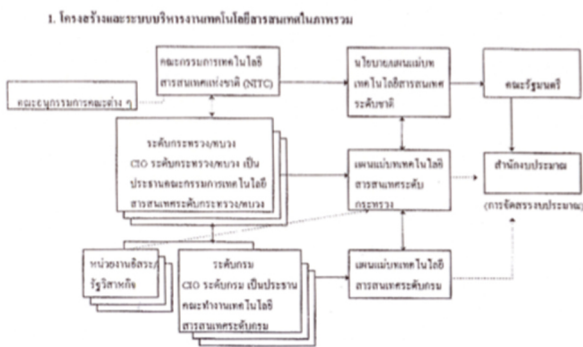 1. โครงสร้างและระบบบริหารงานเทคโนโลยีสารสนเทศในภาพรวม
คณะกรรมการเทคโนโลยี
สารสนเทศแห่งชาติ (NITC)
นโยบาย/แผนแม่บท
เทคโนโลยีสารสนเทศ
ระดับชาติ
คณะรัฐมนตรี
คณะอนุกรรมการคณะต่าง ๆ
ระดับกระทรวง/ทบวง
CIO ระดับกระทรวง/ทบวง เป็น
ประธานคณะกรรมการเทคโนโลยี
สารสนเทศระดับกระทรวง/ทบวง
แผนแม่บทเทคโนโลยี
สารสนเทศระดับ
กระทรวง
สำนักงบประมาณ
(การจัดสรรงบประมาณ)
หน่วยงานอิสระ/
รัฐวิสาหกิจ
ระดับกรม
CIO ระดับกรม เป็นประธาน
คณะทำงานเทคโนโลยี
สารสนเทศระดับกรม
แผนแม่บทเทคโนโลยี
สารสนเทศระดับกรม